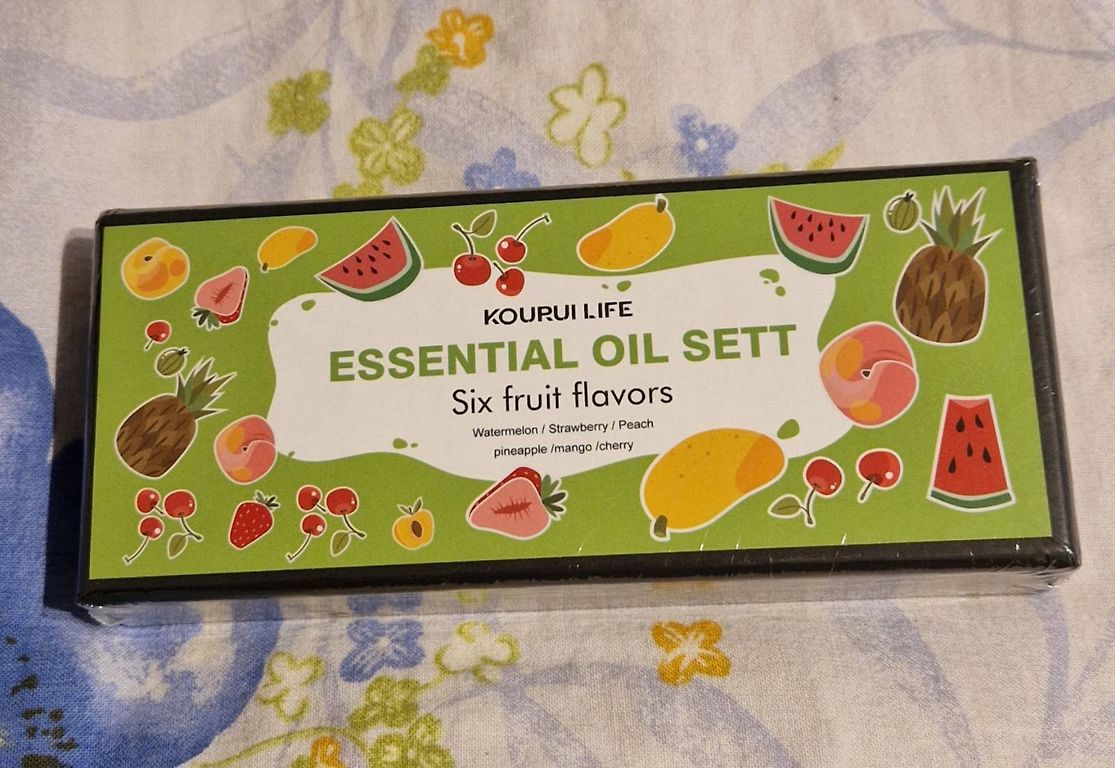 KOURUI LIFE
ESSENTIAL OIL SETT
Six fruit flavors
Watermelon / Strawberry / Peach
pineapple /mango /cherry